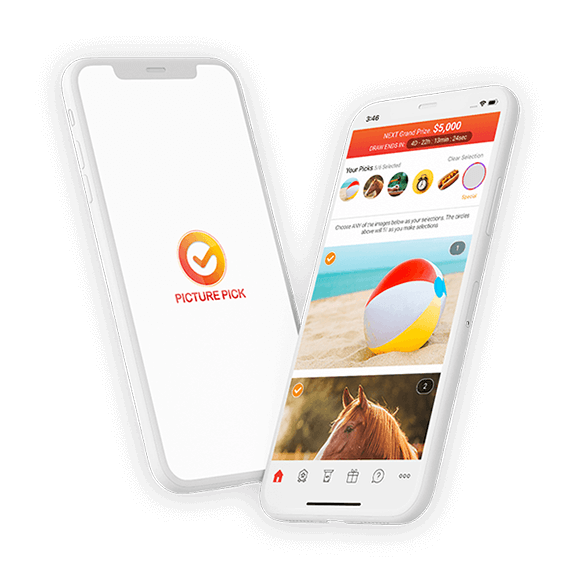 PICTURE PICK
3:46
NEXT Grand Prize: $5,000
DRAW ENDS IN: 4D : 22h : 13min : 24sec
Clear Selection
Your Picks 5/6 Selected
Special
Choose ANY of the images below as your selections. The circles
above will fill as you make selections
1
2